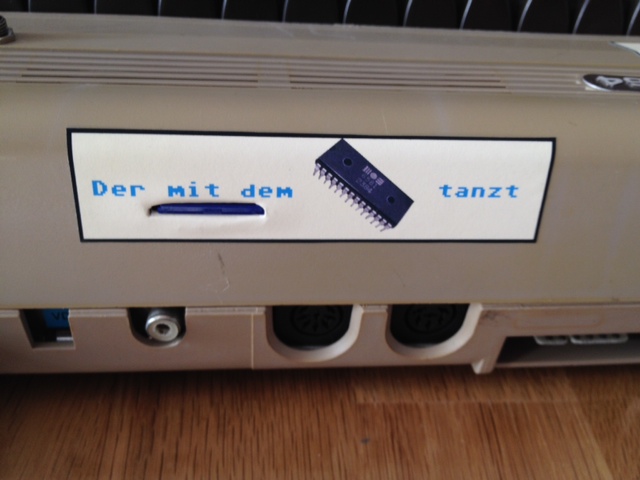 Der mit dem tanzt